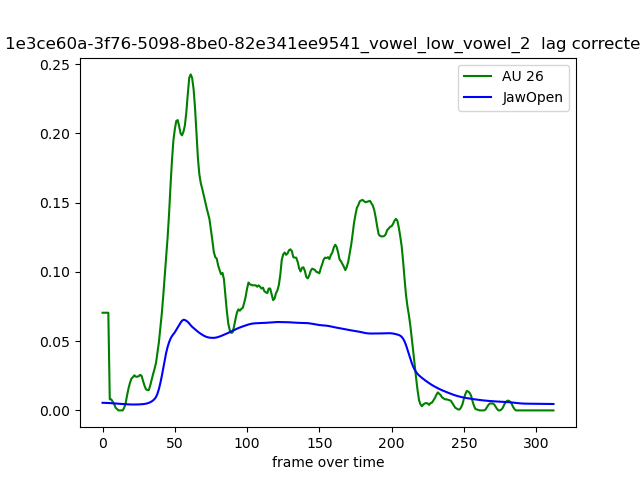 1e3ce60a-3f76-5098-8be0-82e341ee9541_vowel_low_vowel_2 lag correcte
AU 26
JawOpen
0.25
0.20
0.15
0.10
0.05
0.00
0 50 100 150 200 250 300
frame over time